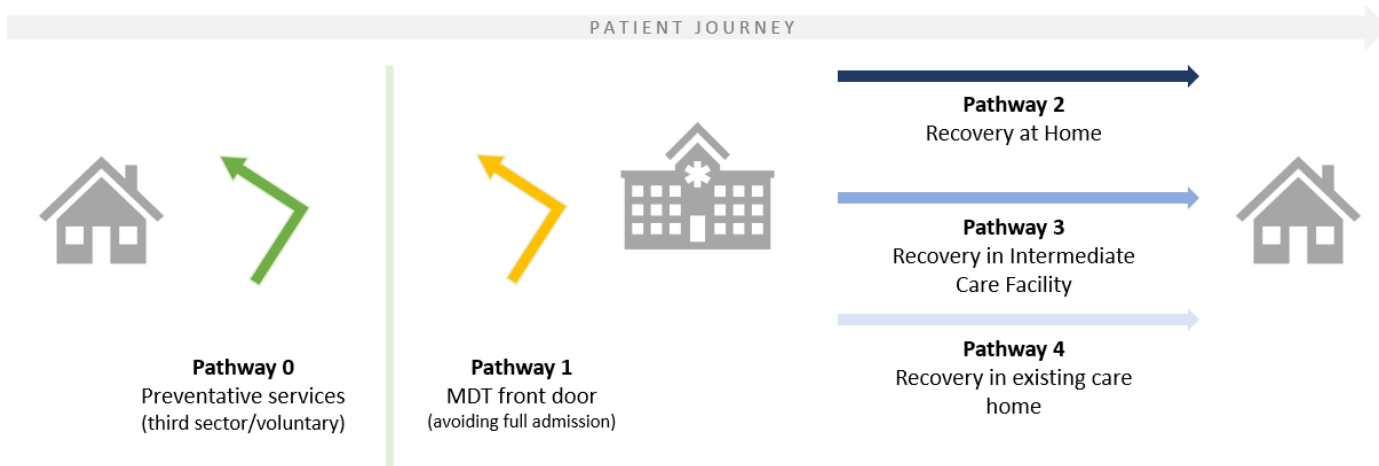 PATIENT JOURNEY
Pathway 0
Preventative services
(third sector/voluntary)
Pathway 1
MDT front door
(avoiding full admission)
Pathway 2
Recovery at Home
Pathway 3
Recovery in Intermediate
Care Facility
Pathway 4
Recovery in existing care
home